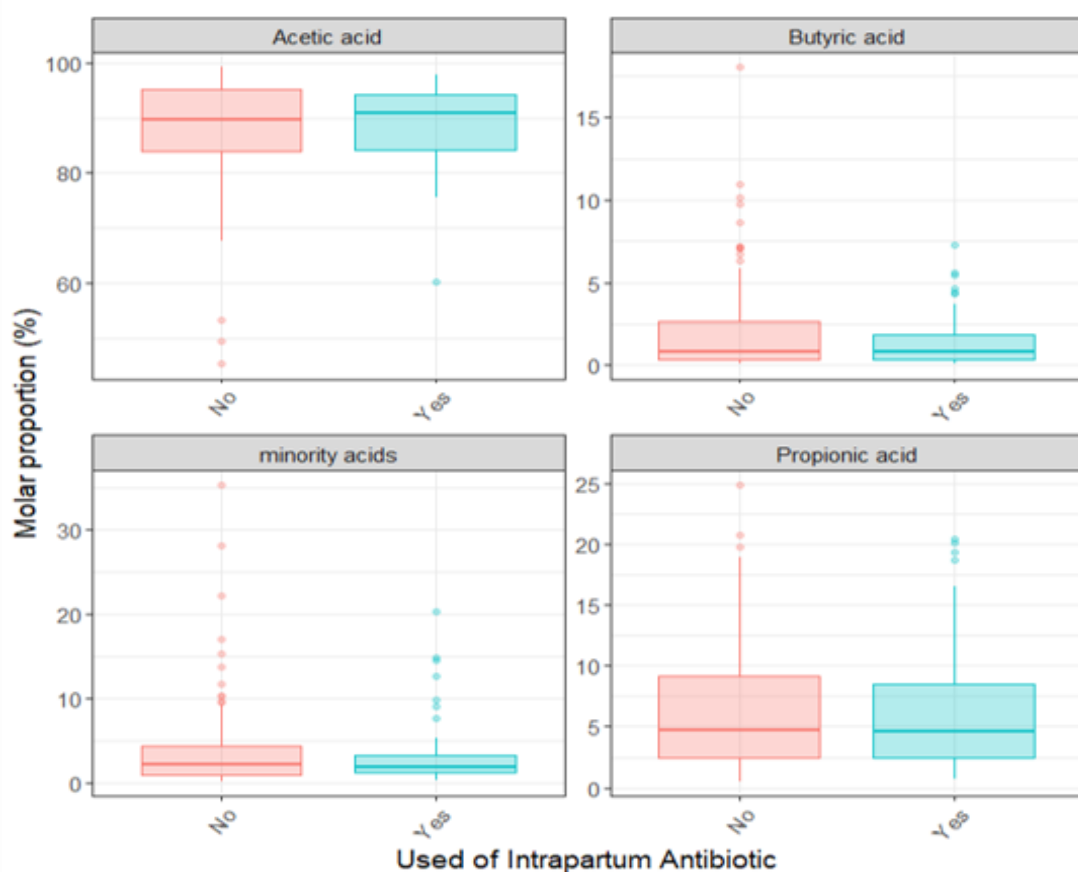 Acetic acid
Butyric acid
100
80
60
15
10
5
0
No
Yes
No
Yes
Molar proportion (%)
minority acids
Propionic acid
30
20
10
0
25
20
15
10
5
0
No
Yes
No
Yes
Used of Intrapartum Antibiotic